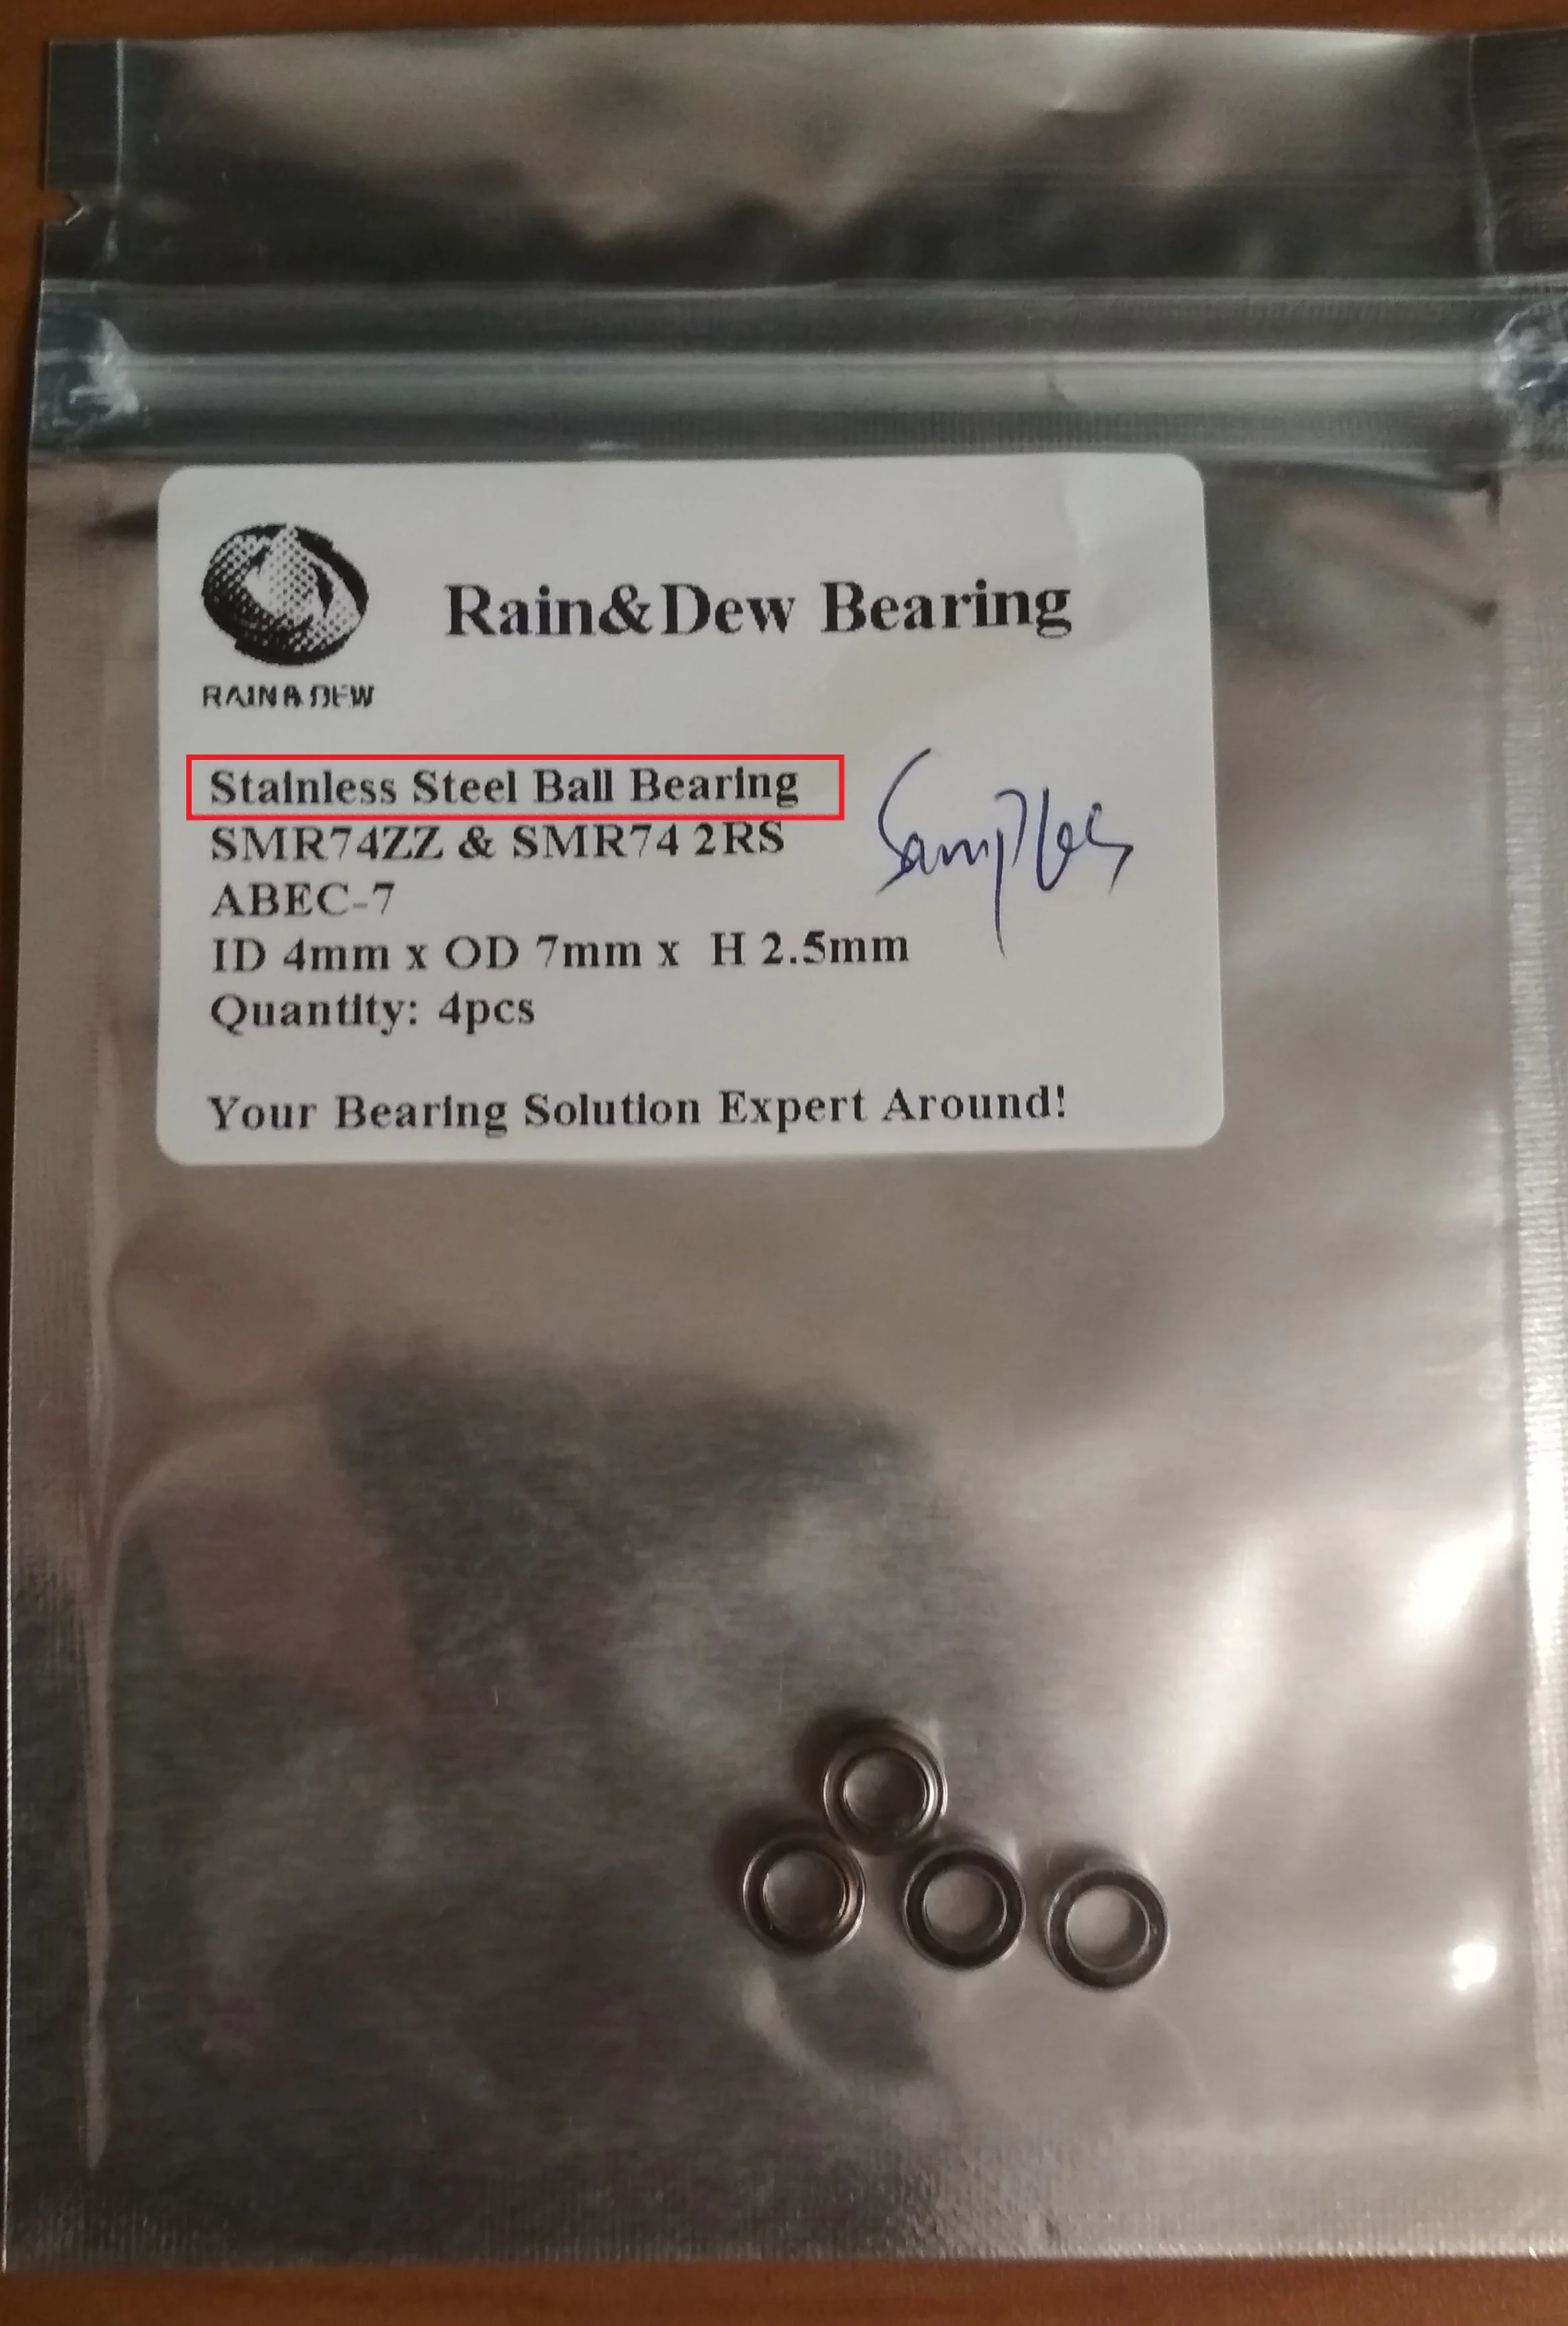 Rain&Dew Bearing
RAIN & DEW
Stainless Steel Ball Bearing
Samples
SMR74ZZ & SMR74 2RS
ABEC-7
ID 4mm x OD 7mm x H 2.5mm
Quantity: 4pcs
Your Bearing Solution Expert Around!